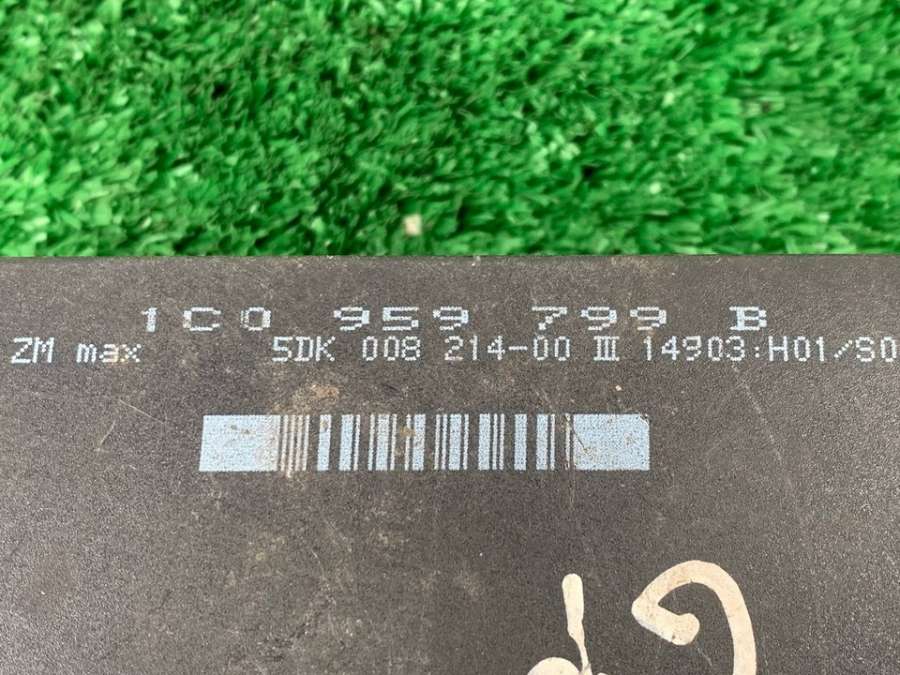 1C0 959 799 B
ZM max 5DK 008 214-00 III 14903:H01/S0